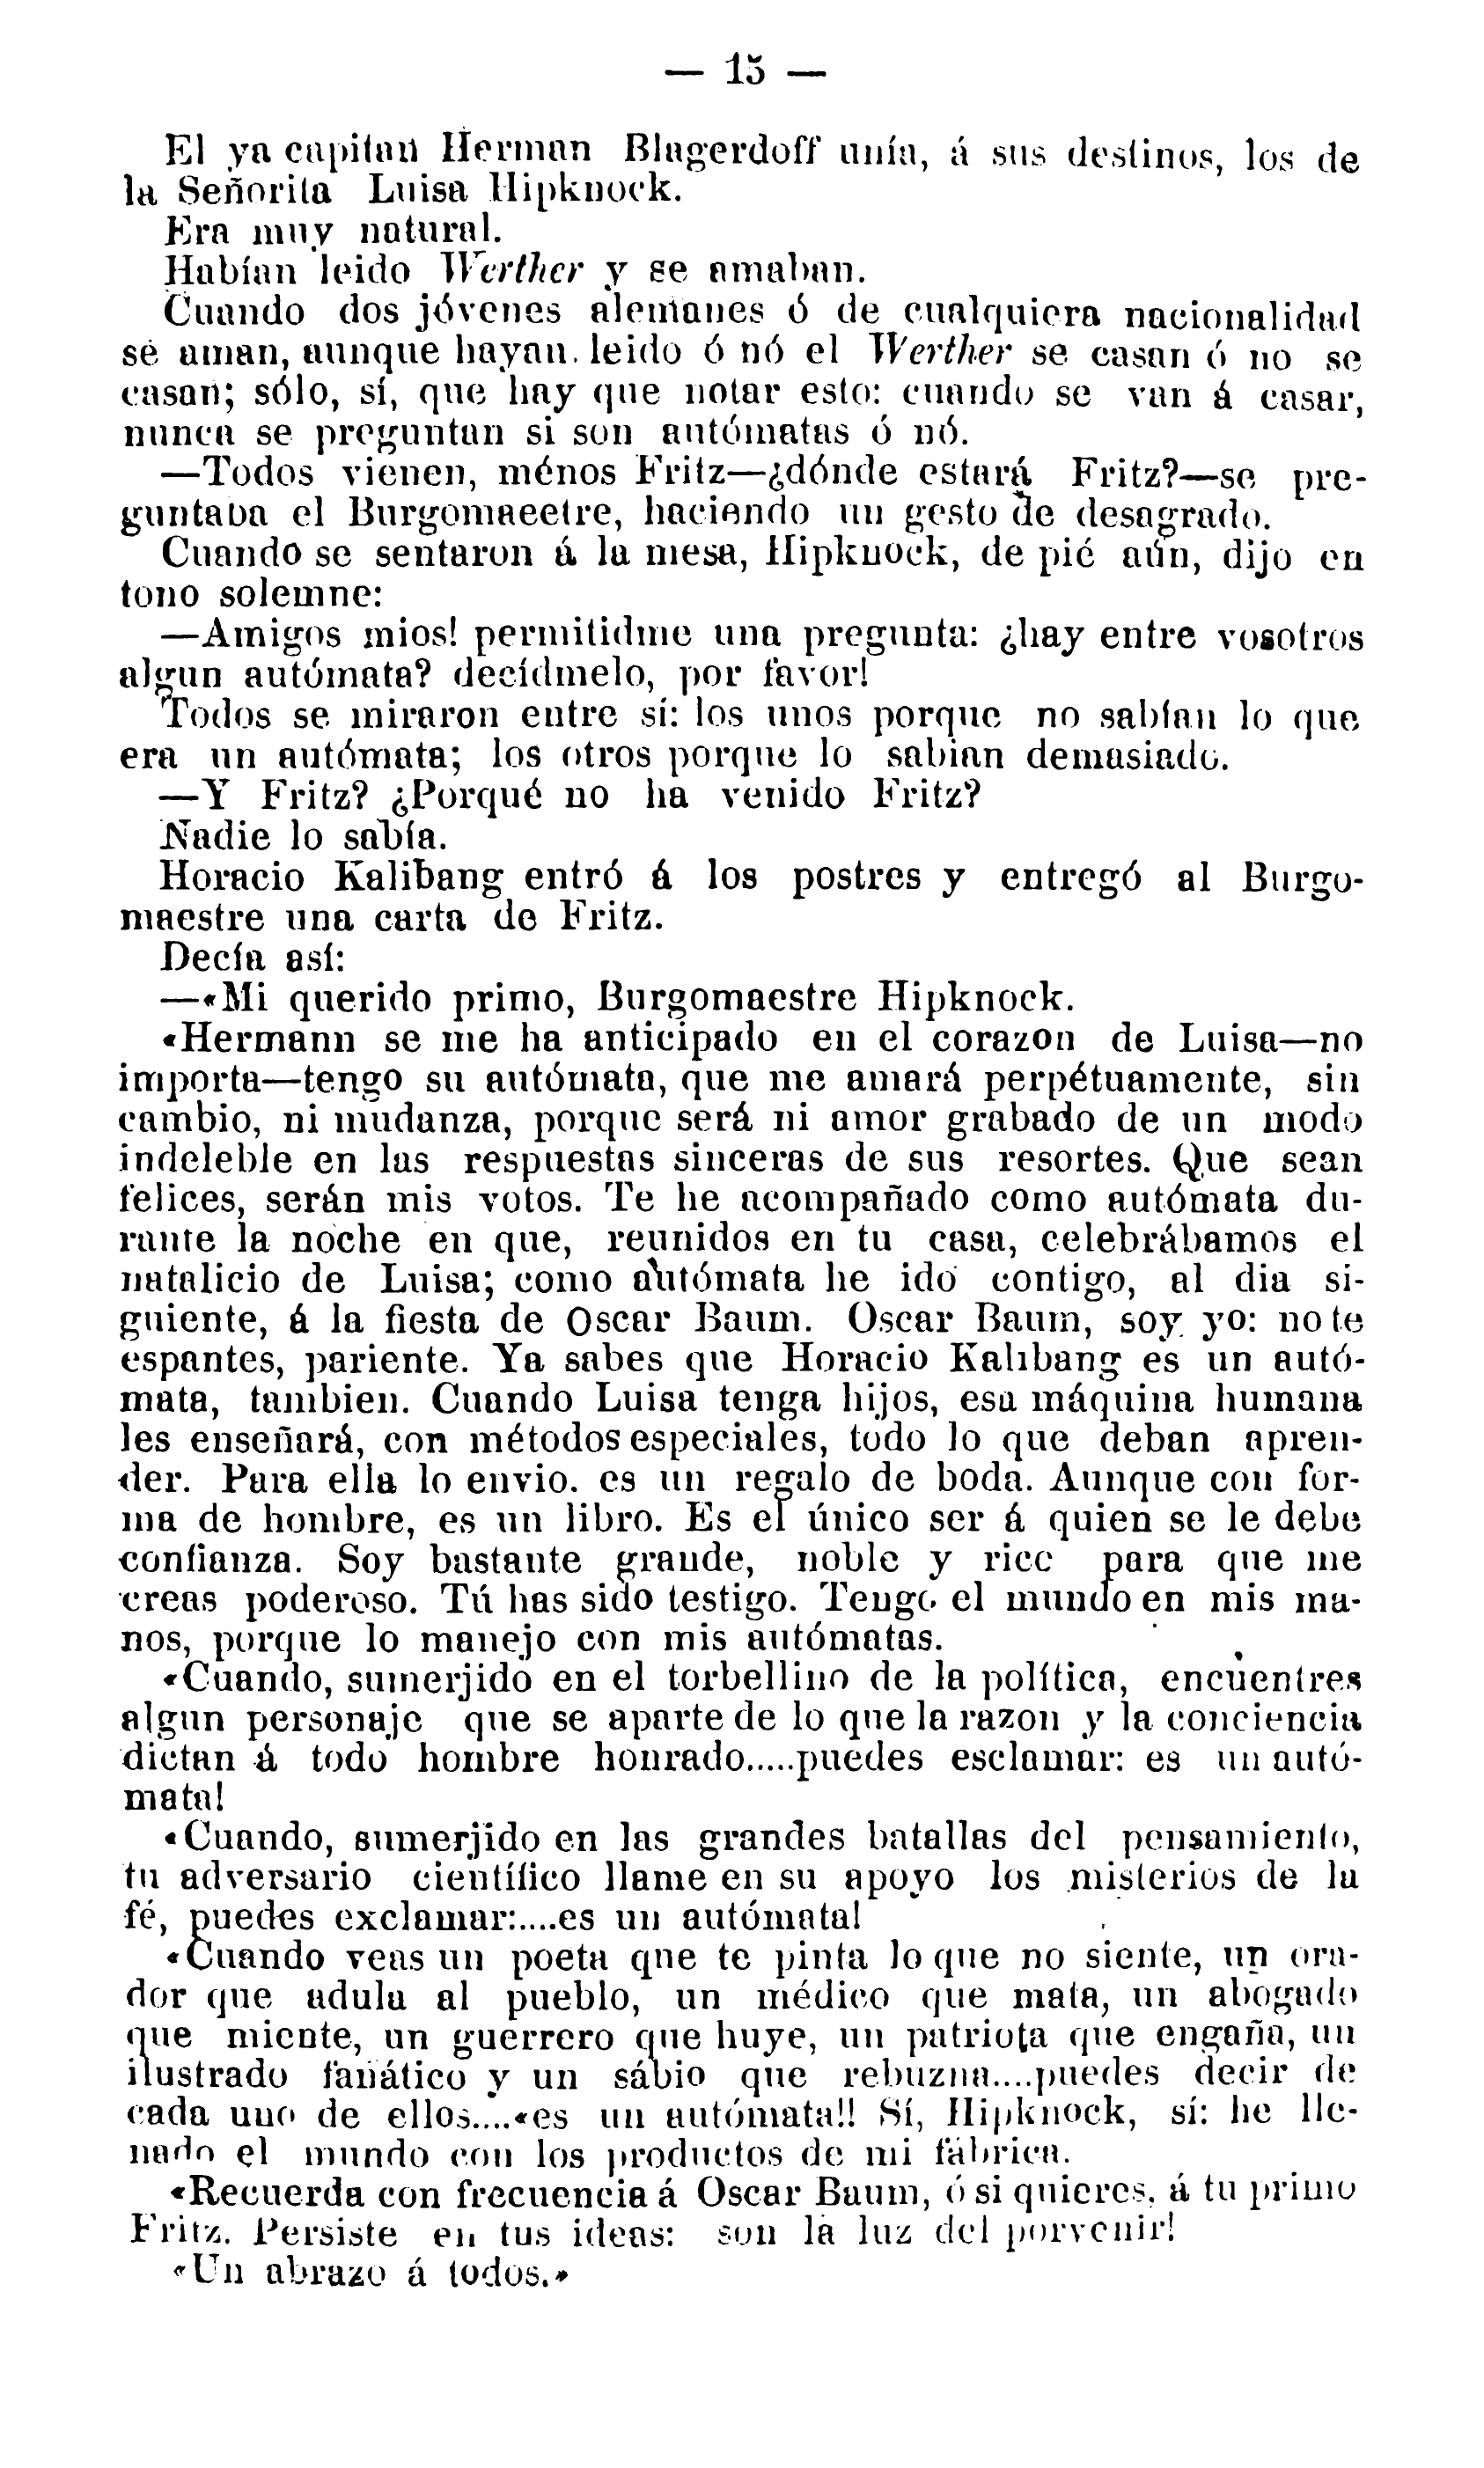 — 15 —
El ya capitan Herman Blagerdoff unía, á sus destinos, los de
la Señorita Luisa Hipknock.
Era muy natural.
Habían leido Werther y se amaban.
Cuando dos jóvenes alemanes ó de cualquiera nacionalidad
se aman, aunque hayan leido ó nó el Werther se casan ó no se
casan; sólo, sí, que hay que notar esto: cuando se van á casar,
nunca se preguntan si son autómatas ó nó.
—Todos vienen, ménos Fritz—¿dónde estará Fritz?—se pre-
guntaba el Burgomaeetre, haciendo un gesto de desagrado.
Cuando se sentaron á la mesa, Hipknock, de pié aún, dijo en
tono solemne:
—Amigos mios! permitidme una pregunta: ¿hay entre vosotros
algun autómata? decídmelo, por favor!
Todos se miraron entre sí: los unos porque no sabían lo que
era un autómata; los otros porque lo sabian demasiado.
—Y Fritz? ¿Porqué no ha venido Fritz?
Nadie lo sabía.
Horacio Kalibang entró á los postres y entregó al Burgo-
maestre una carta de Fritz.
Decía así:
—«Mi querido primo, Burgomaestre Hipknock.
«Hermann se me ha anticipado en el corazon de Luisa—no
importa—tengo su autómata, que me amará perpétuamente, sin
cambio, ni mudanza, porque será ni amor grabado de un modo
indeleble en las respuestas sinceras de sus resortes. Que sean
felices, serán mis votos. Te he acompañado como autómata du-
rante la noche en que, reunidos en tu casa, celebrábamos el
natalicio de Luisa; como autómata he ido contigo, al dia si-
guiente, á la fiesta de Oscar Baum. Oscar Baum, soy yo: no te
espantes, pariente. Ya sabes que Horacio Kalibang es un autó-
mata, tambien. Cuando Luisa tenga hijos, esa máquina humana
les enseñará, con métodos especiales, todo lo que deban apren-
der. Para ella lo envio. es un regalo de boda. Aunque con for-
ma de hombre, es un libro. Es el único ser á quien se le debe
confianza. Soy bastante grande, noble y rico para que me
creas poderoso. Tú has sido testigo. Tengo el mundo en mis ma-
nos, porque lo manejo con mis autómatas.
«Cuando, sumerjido en el torbellino de la política, encuentres
algun personaje que se aparte de lo que la razon y la conciencia
dictan á todo hombre honrado.....puedes esclamar: es un autó-
mata!
«Cuando, sumerjido en las grandes batallas del pensamiento,
tu adversario científico llame en su apoyo los misterios de la
fé, puedes exclamar:....es un autómata!
«Cuando veas un poeta que te pinta lo que no siente, un ora-
dor que adula al pueblo, un médico que mata, un abogado
que miente, un guerrero que huye, un patriota que engaña, un
ilustrado fanático y un sábio que rebuzna....puedes decir de
cada uno de ellos....«es un autómata!! Sí, Hipknock, sí: he lle-
nado el mundo con los productos de mi fábrica.
«Recuerda con frecuencia á Oscar Baum, ó si quieres, á tu primo
Fritz. Persiste en tus ideas: son la luz del porvenir!
«Un abrazo á todos.»